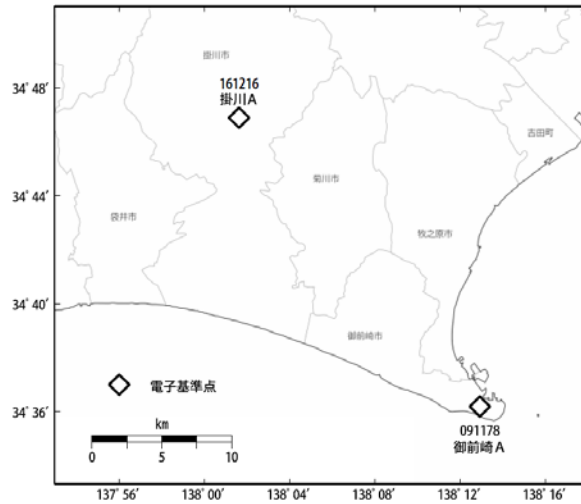 掛川市
34° 48′
161216
掛川A
吉田町
34° 44′
菊川市
袋井市
牧之原市
34° 40′
御前崎市
電子基準点
34° 36′
091178
御前崎A
km
0 5 10
137° 56′ 138° 00′ 138° 04′ 138° 08′ 138° 12′ 138° 16′